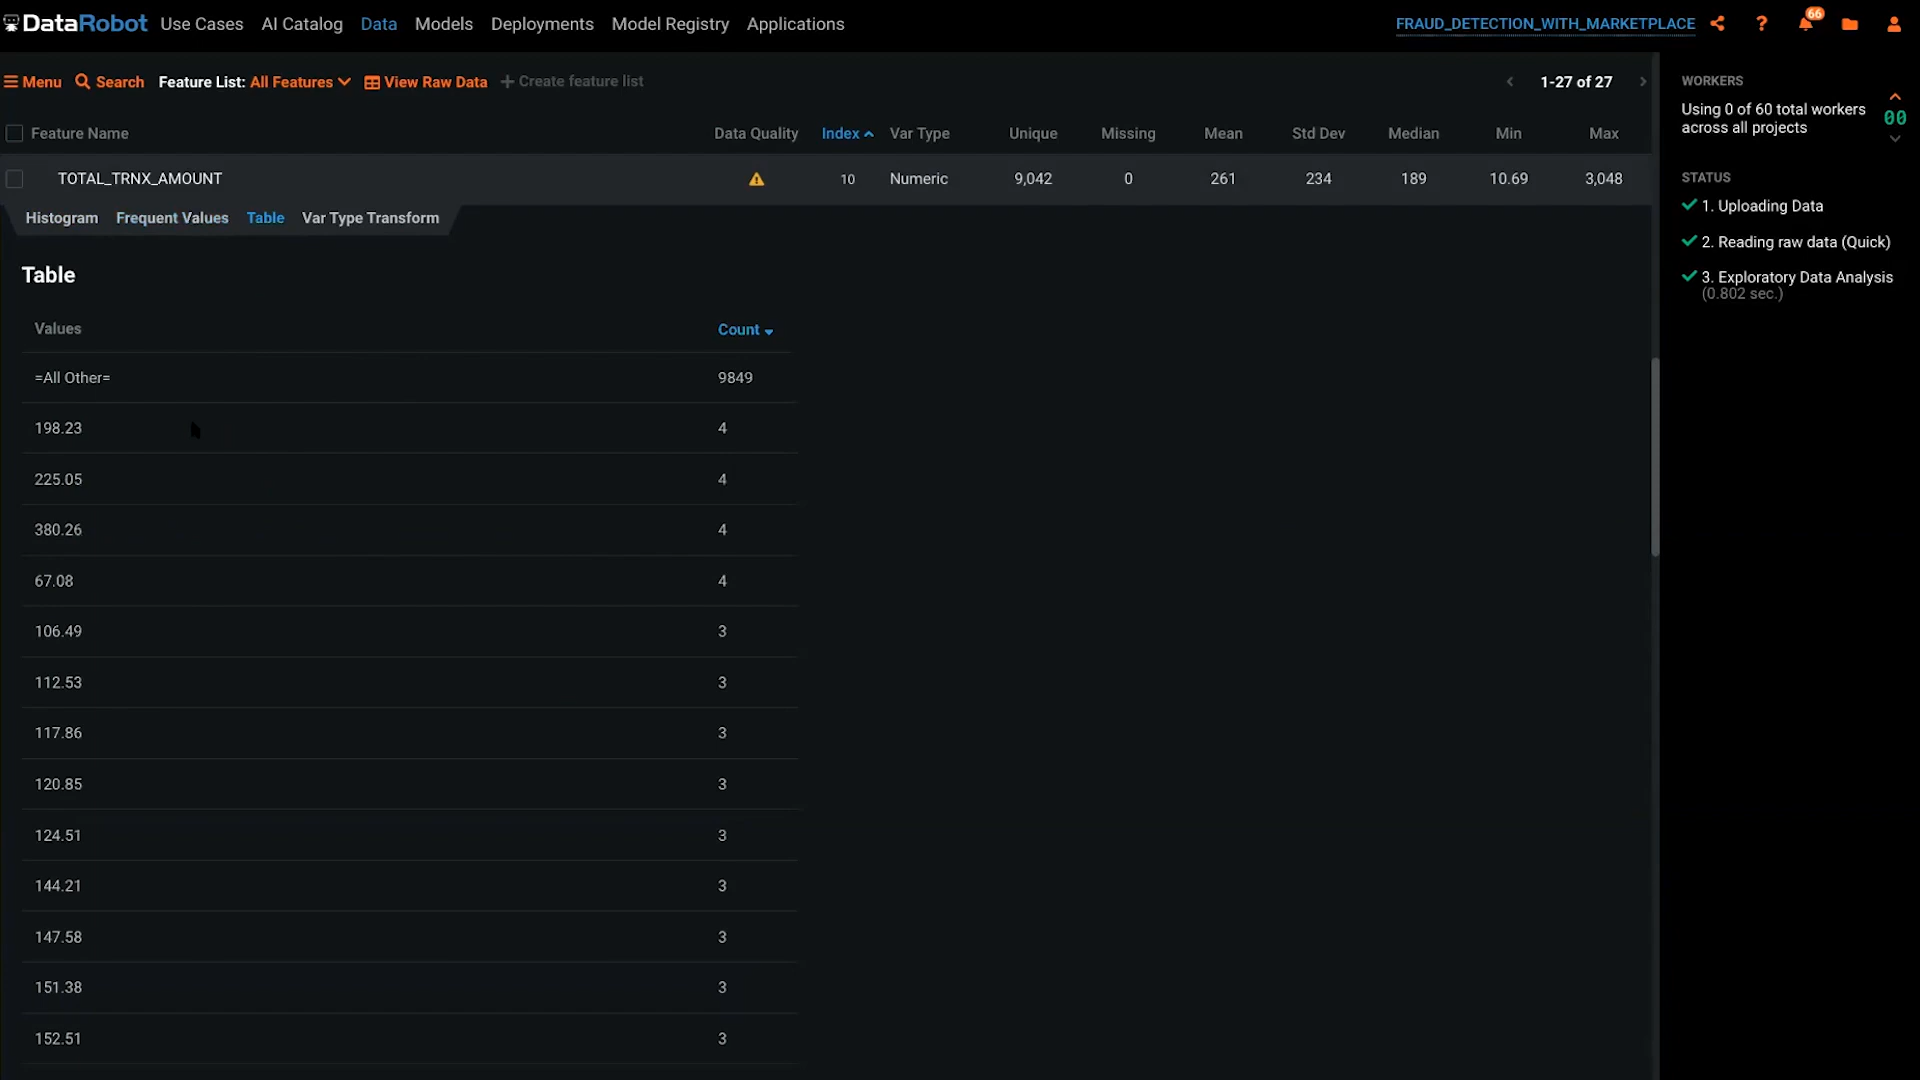 DataRobot Use Cases AI Catalog Data Models Deployments Model Registry Applications FRAUD_DETECTION_WITH_MARKETPLACE ? 66
Menu Search Feature List: All Features View Raw Data + Create feature list < 1-27 of 27 >
Feature Name Data Quality Index Var Type Unique Missing Mean Std Dev Median Min Max
TOTAL_TRNX_AMOUNT 10 Numeric 9,042 0 261 234 189 10.69 3,048
Histogram Frequent Values Table Var Type Transform
Table
Values Count
=All Other= 9849
198.23 4
225.05 4
380.26 4
67.08 4
106.49 3
112.53 3
117.86 3
120.85 3
124.51 3
144.21 3
147.58 3
151.38 3
152.51 3
WORKERS
Using 0 of 60 total workers
across all projects
00
STATUS
1. Uploading Data
2. Reading raw data (Quick)
3. Exploratory Data Analysis
(0.802 sec.)